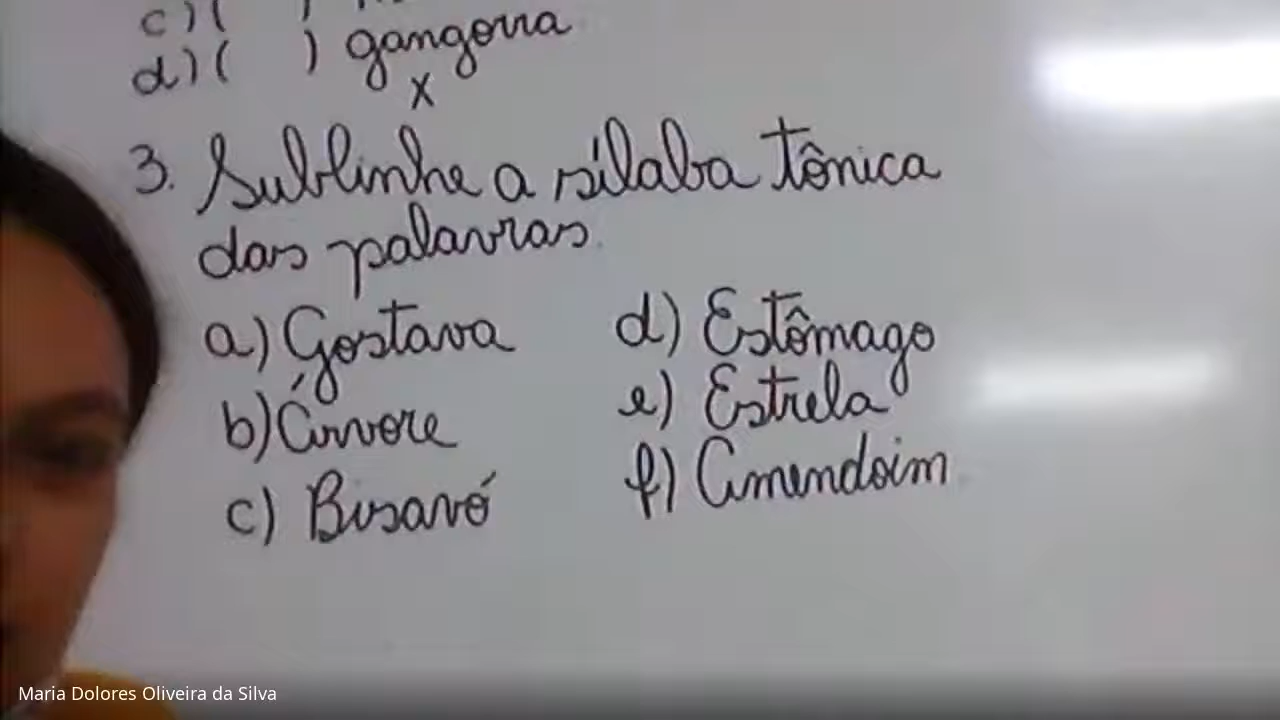 c) (
d) ( ) gangorra
x
3. Sublinhe a sílaba tônica
das palavras.
a) Gostava
b) Árvore
c) Bisavó
d) Estômago
e) Estrela
f) Amendoim
Maria Dolores Oliveira da Silva